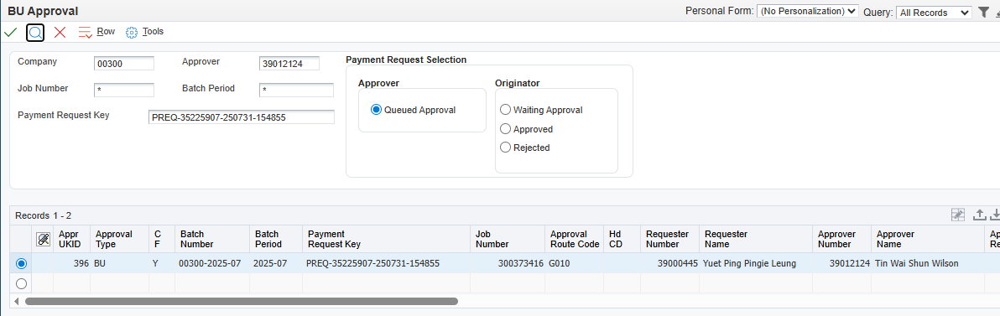 BU Approval
Personal Form: (No Personalization) Query: All Records
Row Tools
Company 00300 Approver 39012124 Payment Request Selection
Job Number * Batch Period * Approver Originator
Payment Request Key PREQ-35225907-250731-154855 Queued Approval Waiting Approval
Approved
Rejected
Records 1 - 2
Appr UKID Approval Type C F Batch Number Batch Period Payment Request Key Job Number Approval Route Code Hd CD Requester Number Requester Name Approver Number Approver Name
396 BU Y 00300-2025-07 2025-07 PREQ-35225907-250731-154855 300373416 G010 39000445 Yuet Ping Pingie Leung 39012124 Tin Wai Shun Wilson